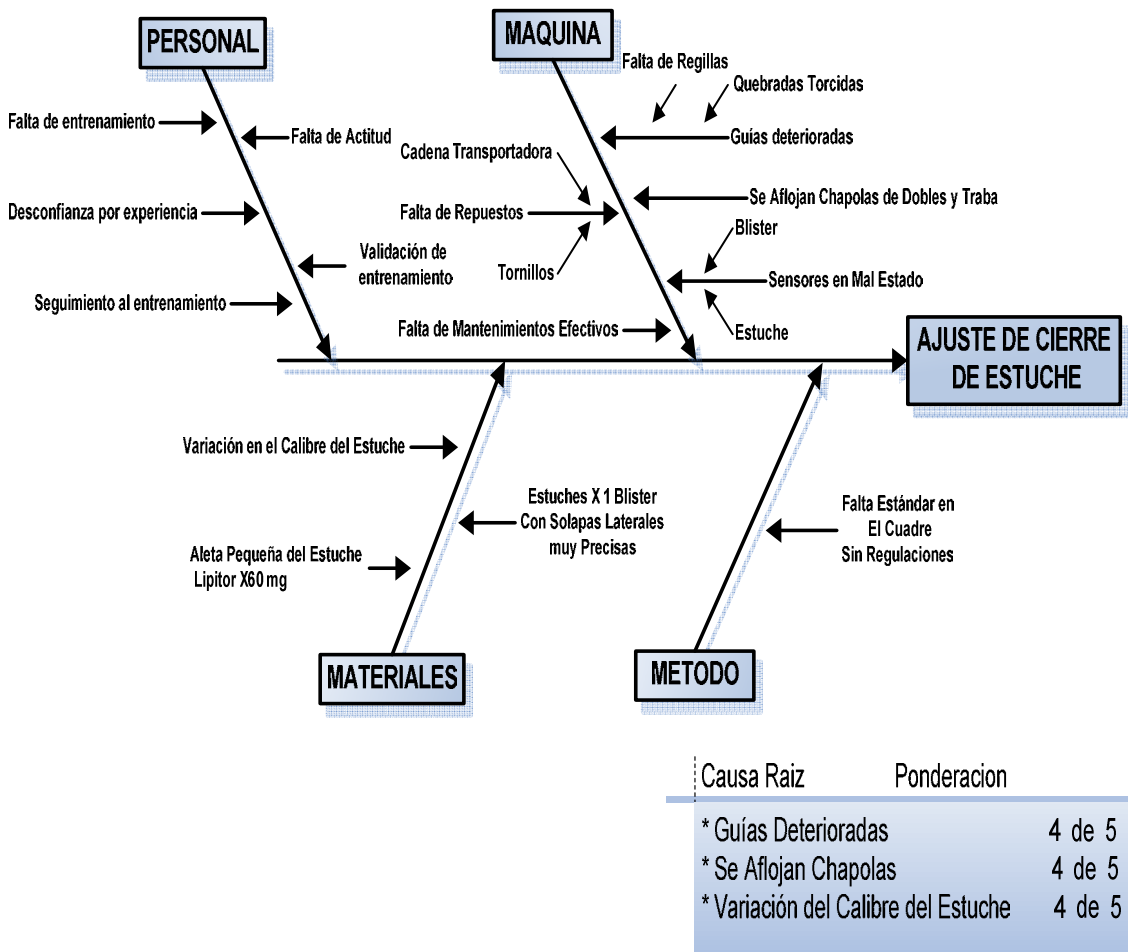 PERSONAL
Falta de entrenamiento
Falta de Actitud
Desconfianza por experiencia
Validación de
entrenamiento
Seguimiento al entrenamiento
MAQUINA
Falta de Regillas
Quebradas Torcidas
Guías deterioradas
Cadena Transportadora
Se Aflojan Chapolas de Dobles y Traba
Falta de Repuestos
Blister
Tornillos
Sensores en Mal Estado
Falta de Mantenimientos Efectivos
Estuche
AJUSTE DE CIERRE
DE ESTUCHE
Variación en el Calibre del Estuche
Estuches X 1 Blister
Con Solapas Laterales
muy Precisas
Aleta Pequeña del Estuche
Lipitor X60 mg
MATERIALES
Falta Estándar en
El Cuadre
Sin Regulaciones
METODO
Causa Raiz Ponderacion
* Guías Deterioradas 4 de 5
* Se Aflojan Chapolas 4 de 5
* Variación del Calibre del Estuche 4 de 5